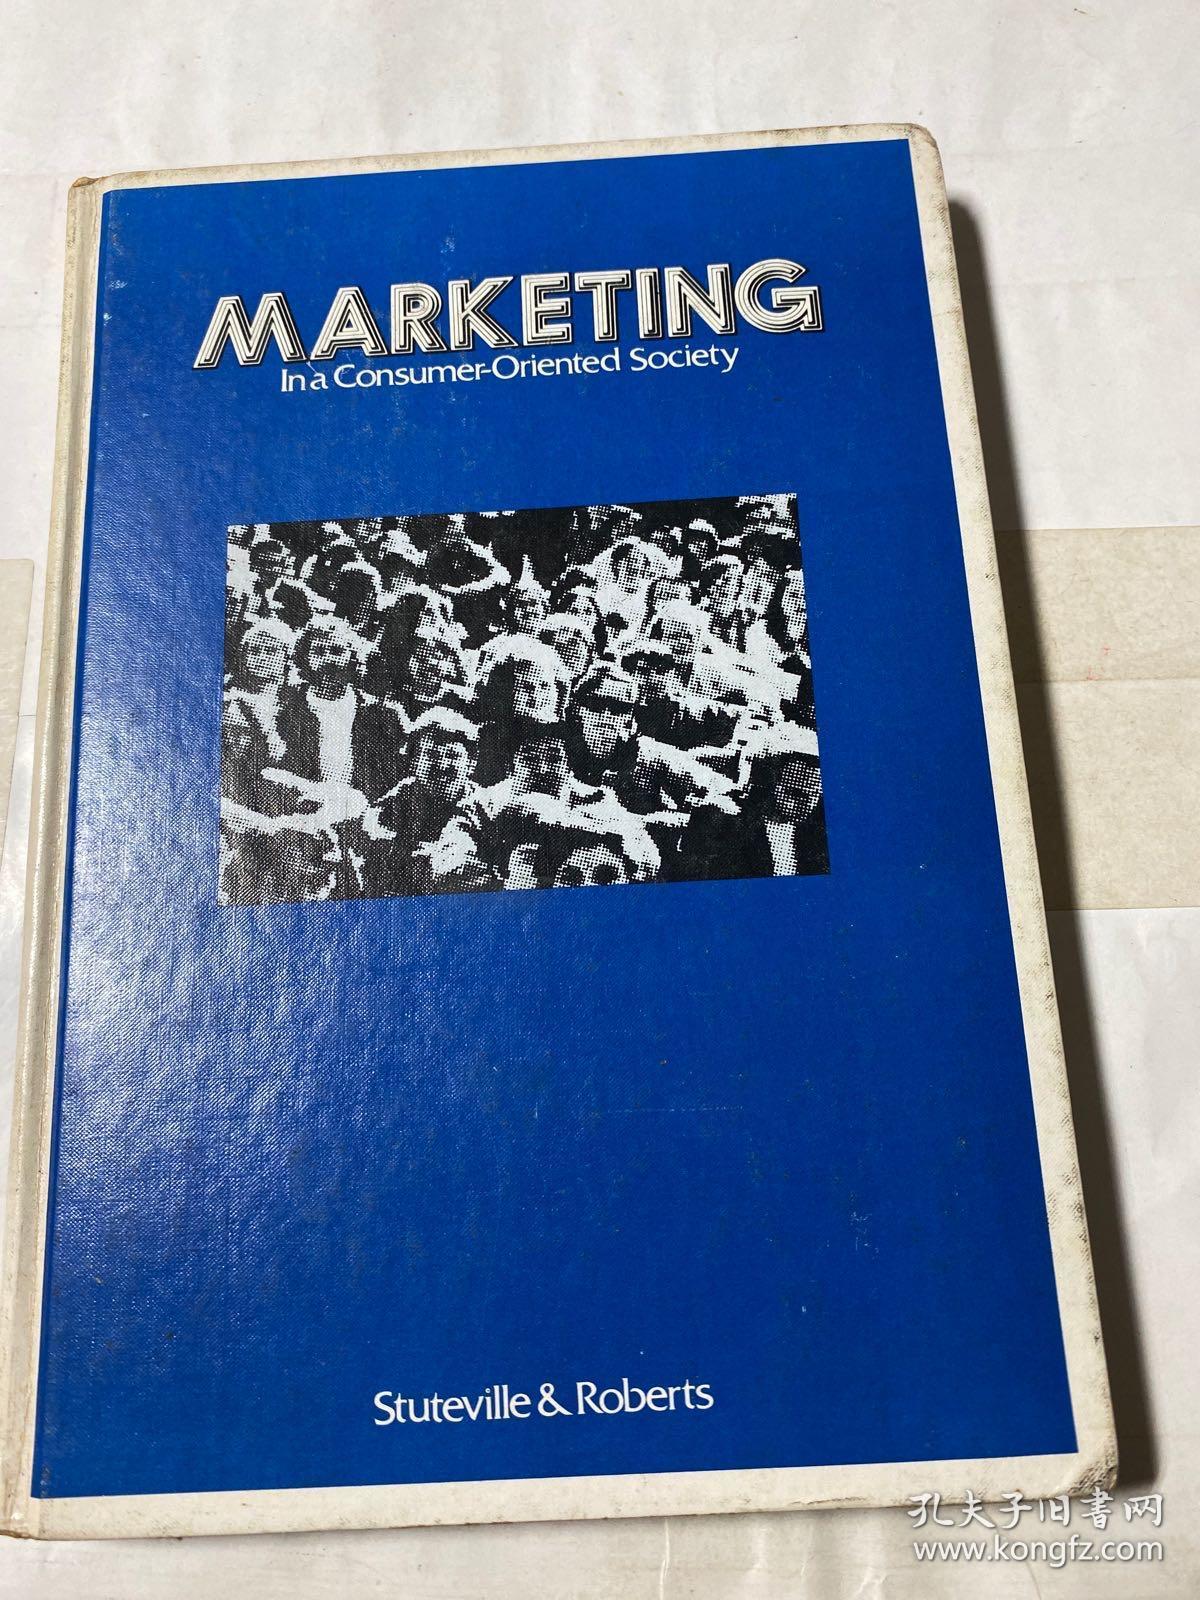 MARKETING
In a Consumer-Oriented Society
Stuteville & Roberts
孔夫子旧书网
www.kongfz.com